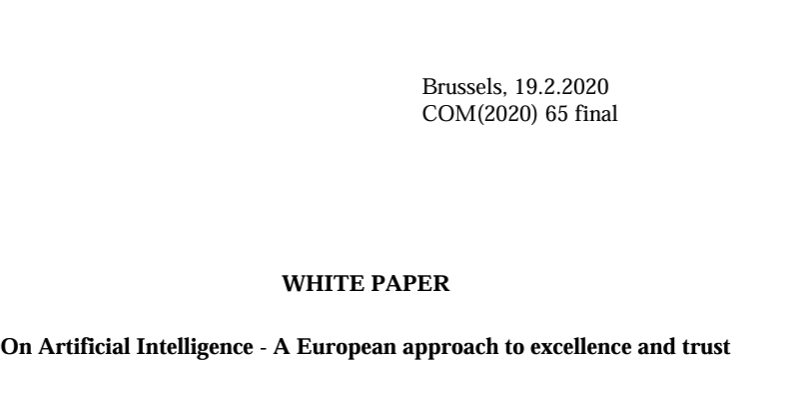 Brussels, 19.2.2020
COM(2020) 65 final
WHITE PAPER
On Artificial Intelligence - A European approach to excellence and trust